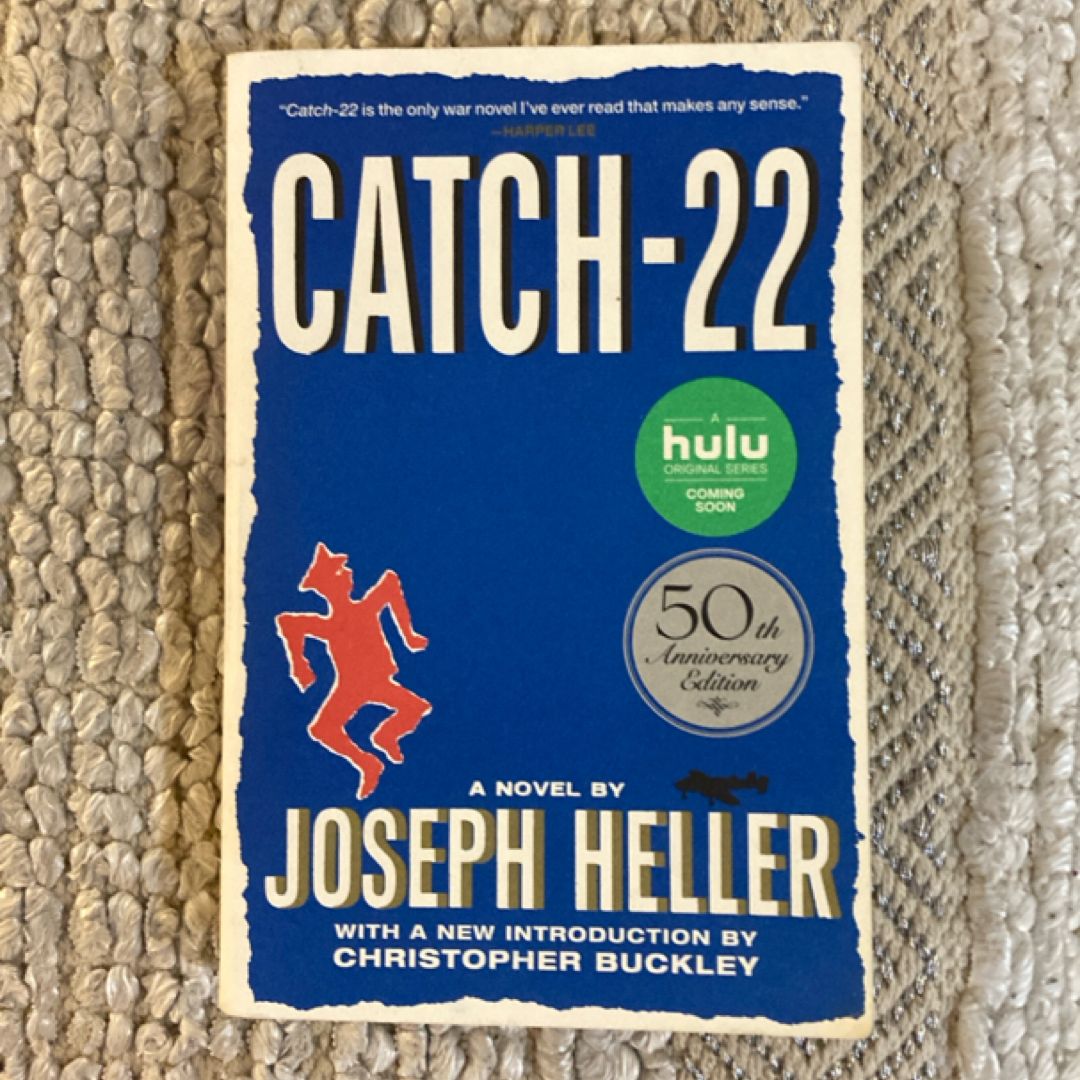 "Catch-22 is the only war novel I've ever read that makes any sense."
—HARPER LEE
CATCH-22
A
hulu
ORIGINAL SERIES
COMING
SOON
50th
Anniversary
Edition
A NOVEL BY
JOSEPH HELLER
WITH A NEW INTRODUCTION BY
CHRISTOPHER BUCKLEY